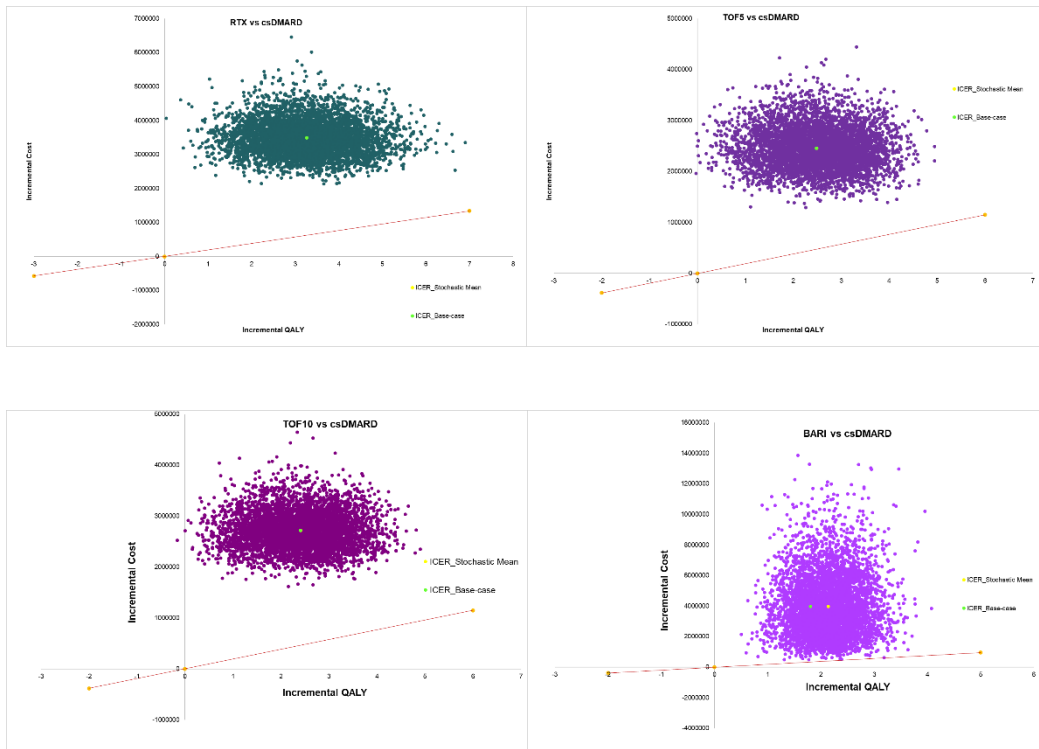 RTX vs csDMARD
7000000
6000000
5000000
4000000
3000000
2000000
1000000
0
-1000000
-2000000
-3 -2 -1 0 1 2 3 4 5 6 7 8
Incremental Cost
Incremental QALY
ICER_Stochastic Mean
ICER_Base-case
TOF5 vs csDMARD
5000000
4000000
3000000
2000000
1000000
0
-1000000
-3 -2 -1 0 1 2 3 4 5 6 7
Incremental Cost
Incremental QALY
ICER_Stochastic Mean
ICER_Base-case
TOF10 vs csDMARD
5000000
4000000
3000000
2000000
1000000
0
-1000000
-3 -2 -1 0 1 2 3 4 5 6 7
Incremental Cost
Incremental QALY
ICER_Stochastic Mean
ICER_Base-case
BARI vs csDMARD
16000000
14000000
12000000
10000000
8000000
6000000
4000000
2000000
0
-2000000
-4000000
-3 -2 -1 0 1 2 3 4 5 6
Incremental Cost
Incremental QALY
ICER_Stochastic Mean
ICER_Base-case